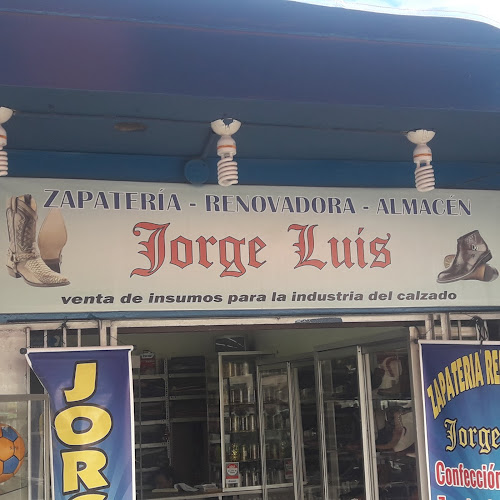 ZAPATERÍA - RENOVADORA - ALMACÉN
Jorge Luis
venta de insumos para la industria del calzado
JOR
ZAPATERIA RE
Jorge
Confección